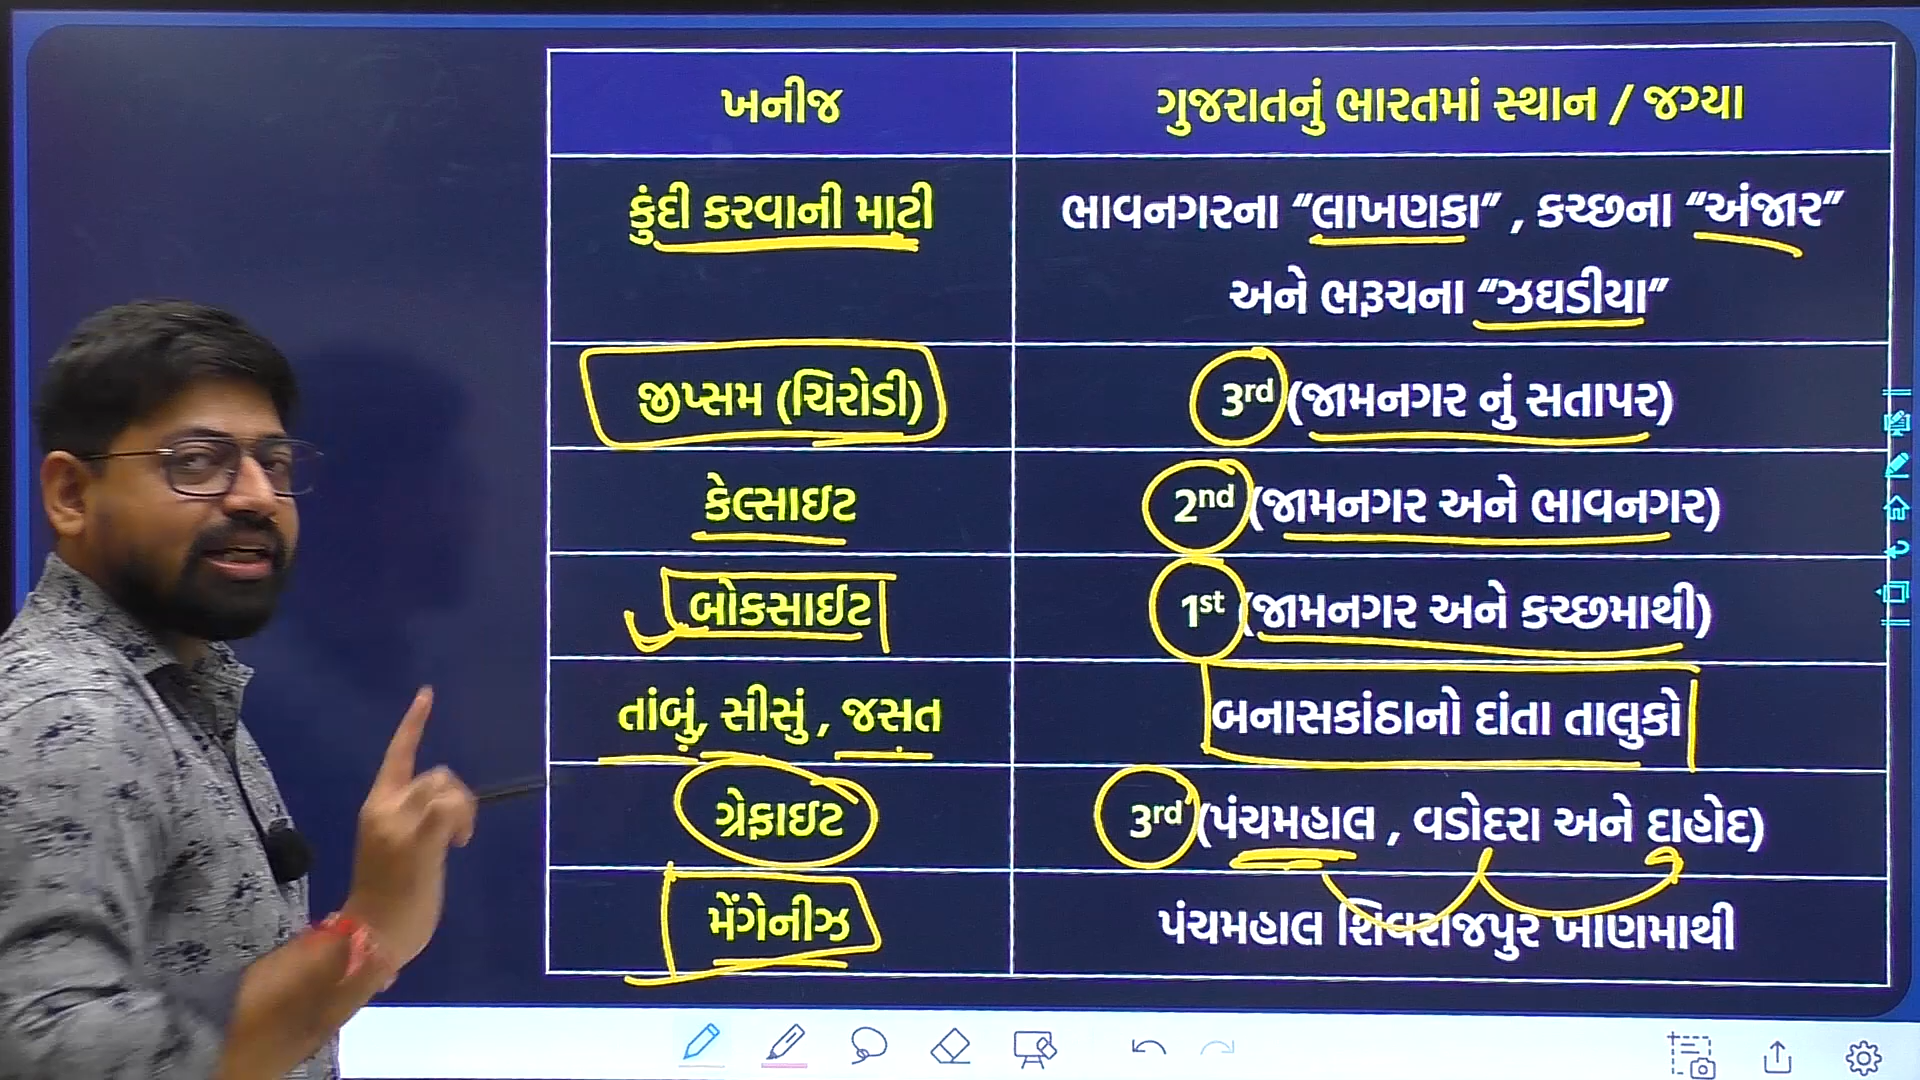 ખનીજ
ગુજરાતનું ભારતમાં સ્થાન / જગ્યા
કુંદી કરવાની માટી
ભાવનગરના “લાખણકા” , કચ્છના “અંજાર”
અને ભરૂચના “ઝઘડીયા”
જીપ્સમ (ચિરોડી)
3rd (જામનગર નું સતાપર)
કેલ્સાઇટ
2nd (જામનગર અને ભાવનગર)
બોકસાઈટ
1st (જામનગર અને કચ્છમાથી)
તાંબું, સીસું , જસત
બનાસકાંઠાનો દાંતા તાલુકો
ગ્રેફાઇટ
3rd (પંચમહાલ , વડોદરા અને દાહોદ)
મેંગેનીઝ
પંચમહાલ શિવરાજપુર ખાણમાથી